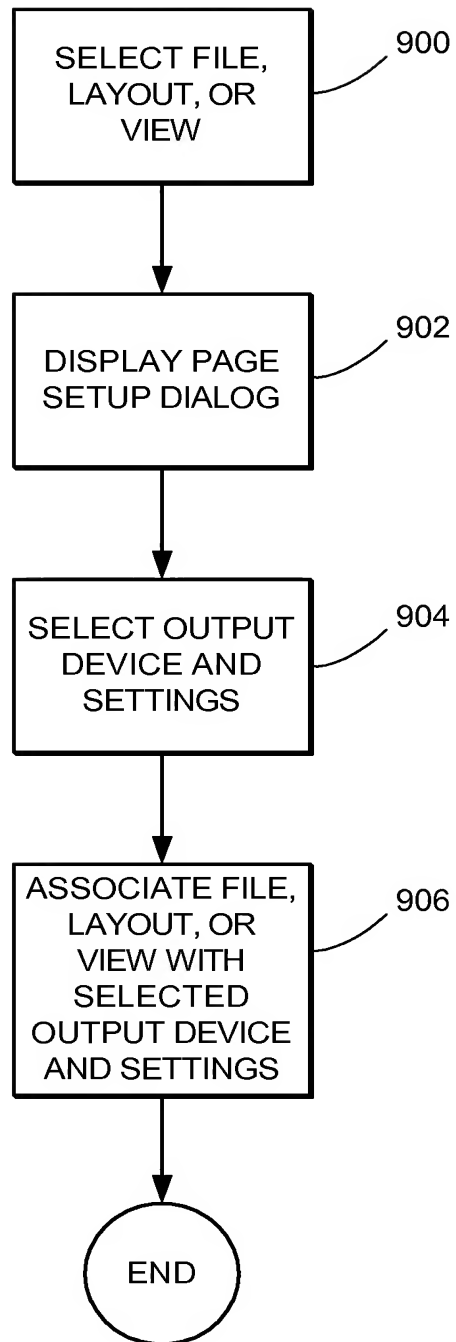 SELECT FILE,
LAYOUT, OR
VIEW
900
DISPLAY PAGE
SETUP DIALOG
902
SELECT OUTPUT
DEVICE AND
SETTINGS
904
ASSOCIATE FILE,
LAYOUT, OR
VIEW WITH
SELECTED
OUTPUT DEVICE
AND SETTINGS
906
END